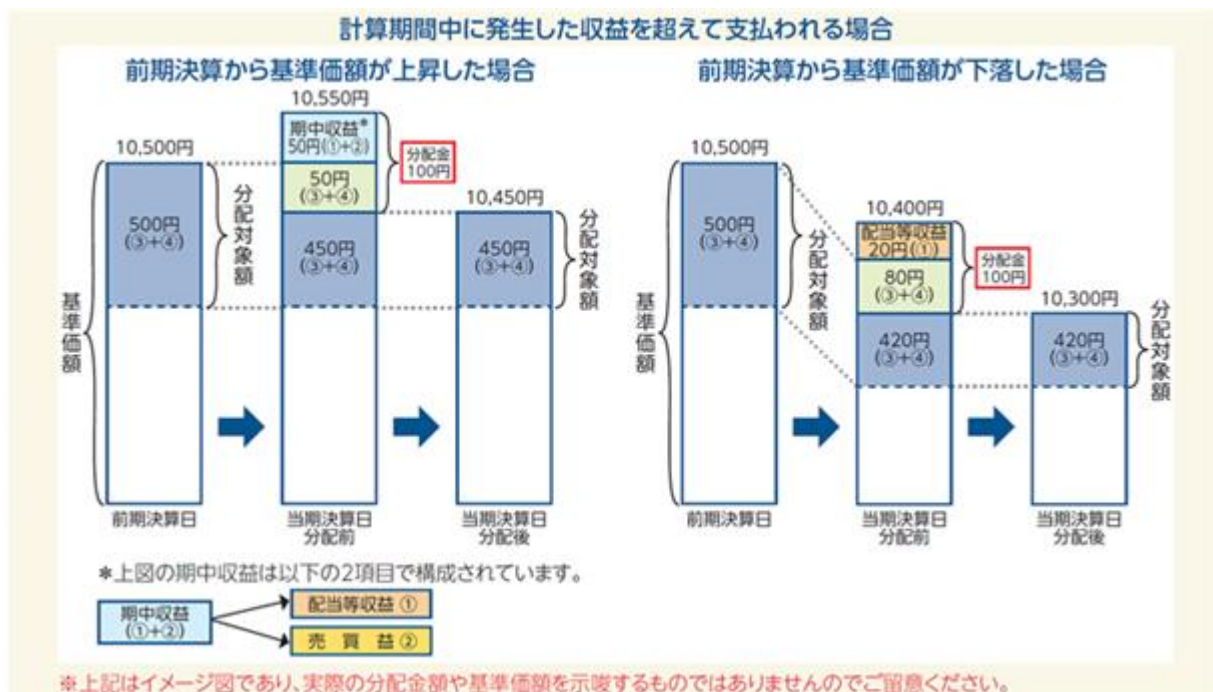 計算期間中に発生した収益を超えて支払われる場合
前期決算から基準価額が上昇した場合
10,500円
10,550円
期中収益*
50円(①+②)
分配金
100円
50円
(③+④)
10,450円
500円
(③+④)
分配対象額
450円
(③+④)
450円
(③+④)
分配対象額
基準価額
前期決算日
当期決算日
分配前
当期決算日
分配後
前期決算から基準価額が下落した場合
10,500円
10,400円
配当等収益
20円(①)
分配金
100円
80円
(③+④)
10,300円
500円
(③+④)
分配対象額
420円
(③+④)
420円
(③+④)
分配対象額
基準価額
前期決算日
当期決算日
分配前
当期決算日
分配後
*上図の期中収益は以下の2項目で構成されています。
期中収益
(①+②)
配当等収益 ①
売 買 益 ②
※上記はイメージ図であり、実際の分配金額や基準価額を示唆するものではありませんのでご留意ください。